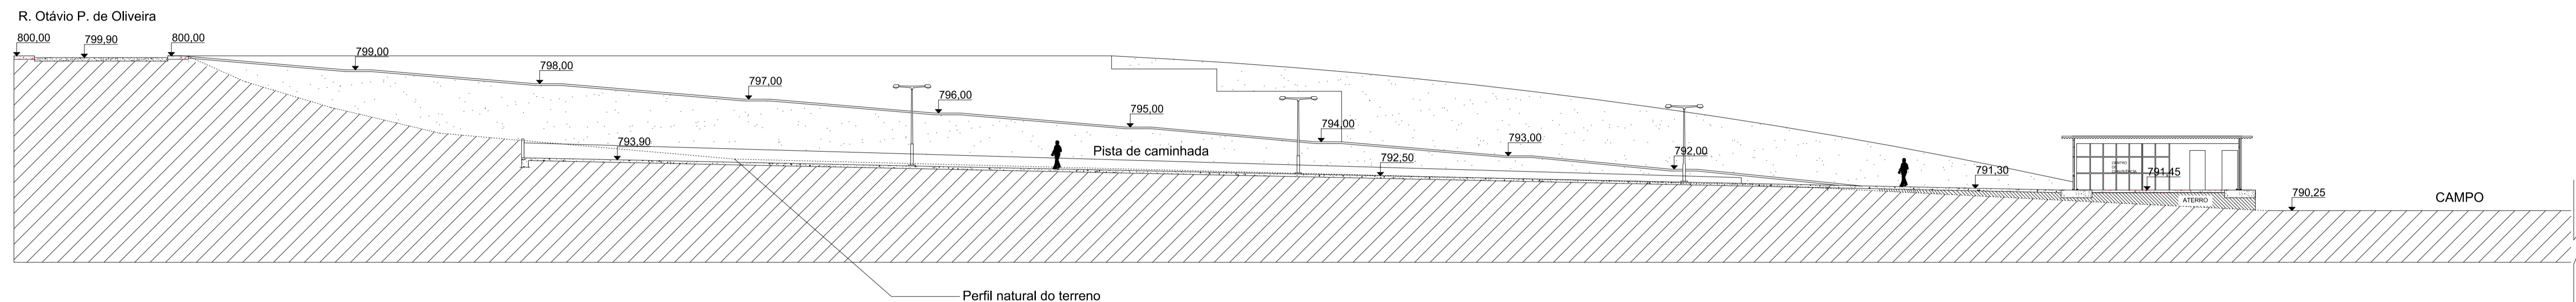 R. Otávio P. de Oliveira
800,00
799,90
800,00
799,00
798,00
797,00
796,00
795,00
794,00
793,00
792,00
793,90
Pista de caminhada
792,50
791,30
CENTRO
DE
791,45
ATERRO
790,25
CAMPO
Perfil natural do terreno